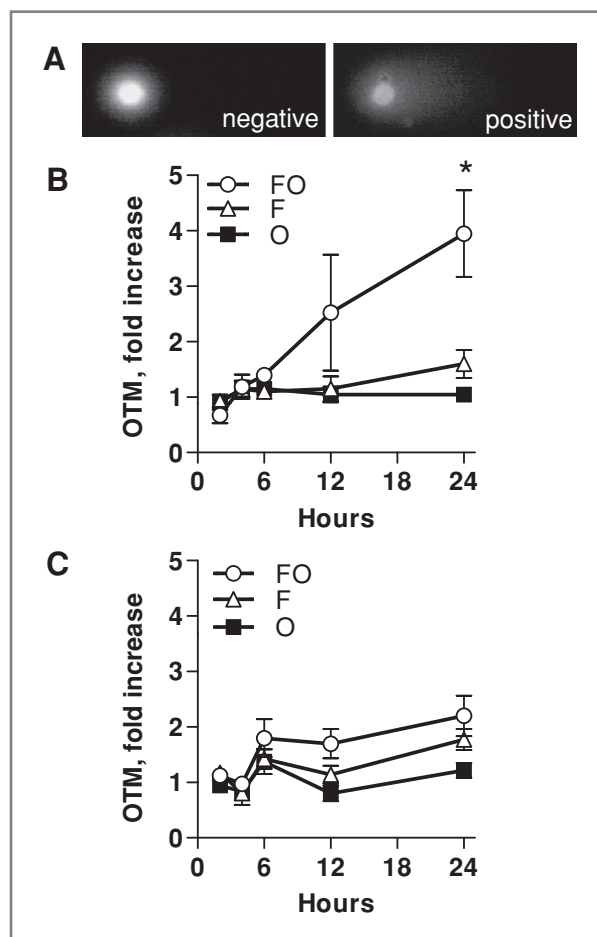 A
negative
positive
B
OTM, fold increase
5
4
3
2
1
0
FO
F
O
*
0
6
12
18
24
Hours
C
OTM, fold increase
5
4
3
2
1
0
FO
F
O
0
6
12
18
24
Hours